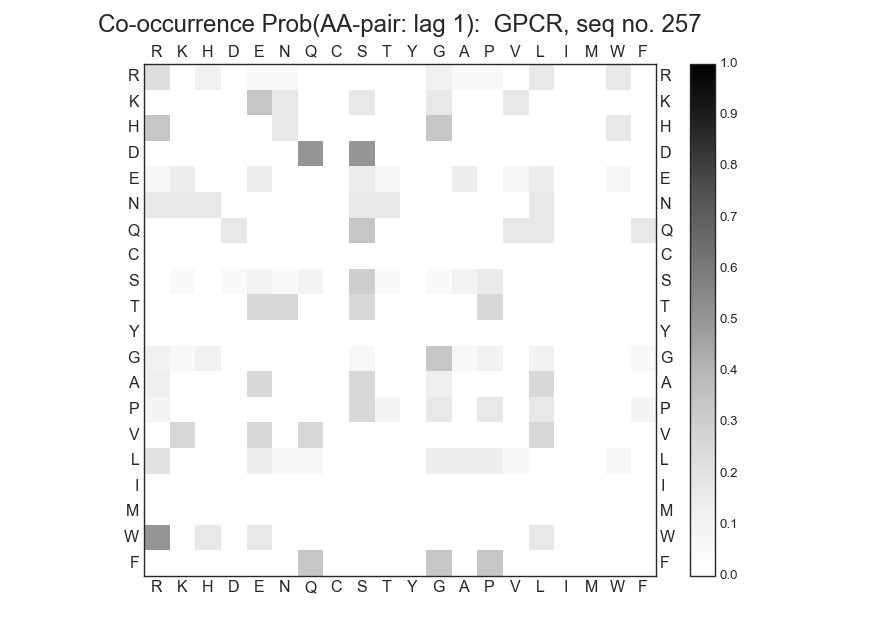 Co-occurrence Prob(AA-pair: lag 1):  GPCR, seq no. 257
R K H D E N Q C S T Y G A P V L I M W F
R R 1.0
K K 0.9
H H
D D 0.8
E E
N N 0.7
Q Q
C C 0.6
S S
T T 0.5
Y Y
G G 0.4
A A
P P 0.3
V V
L L 0.2
I I
M M 0.1
W W
F F 0.0
R K H D E N Q C S T Y G A P V L I M W F